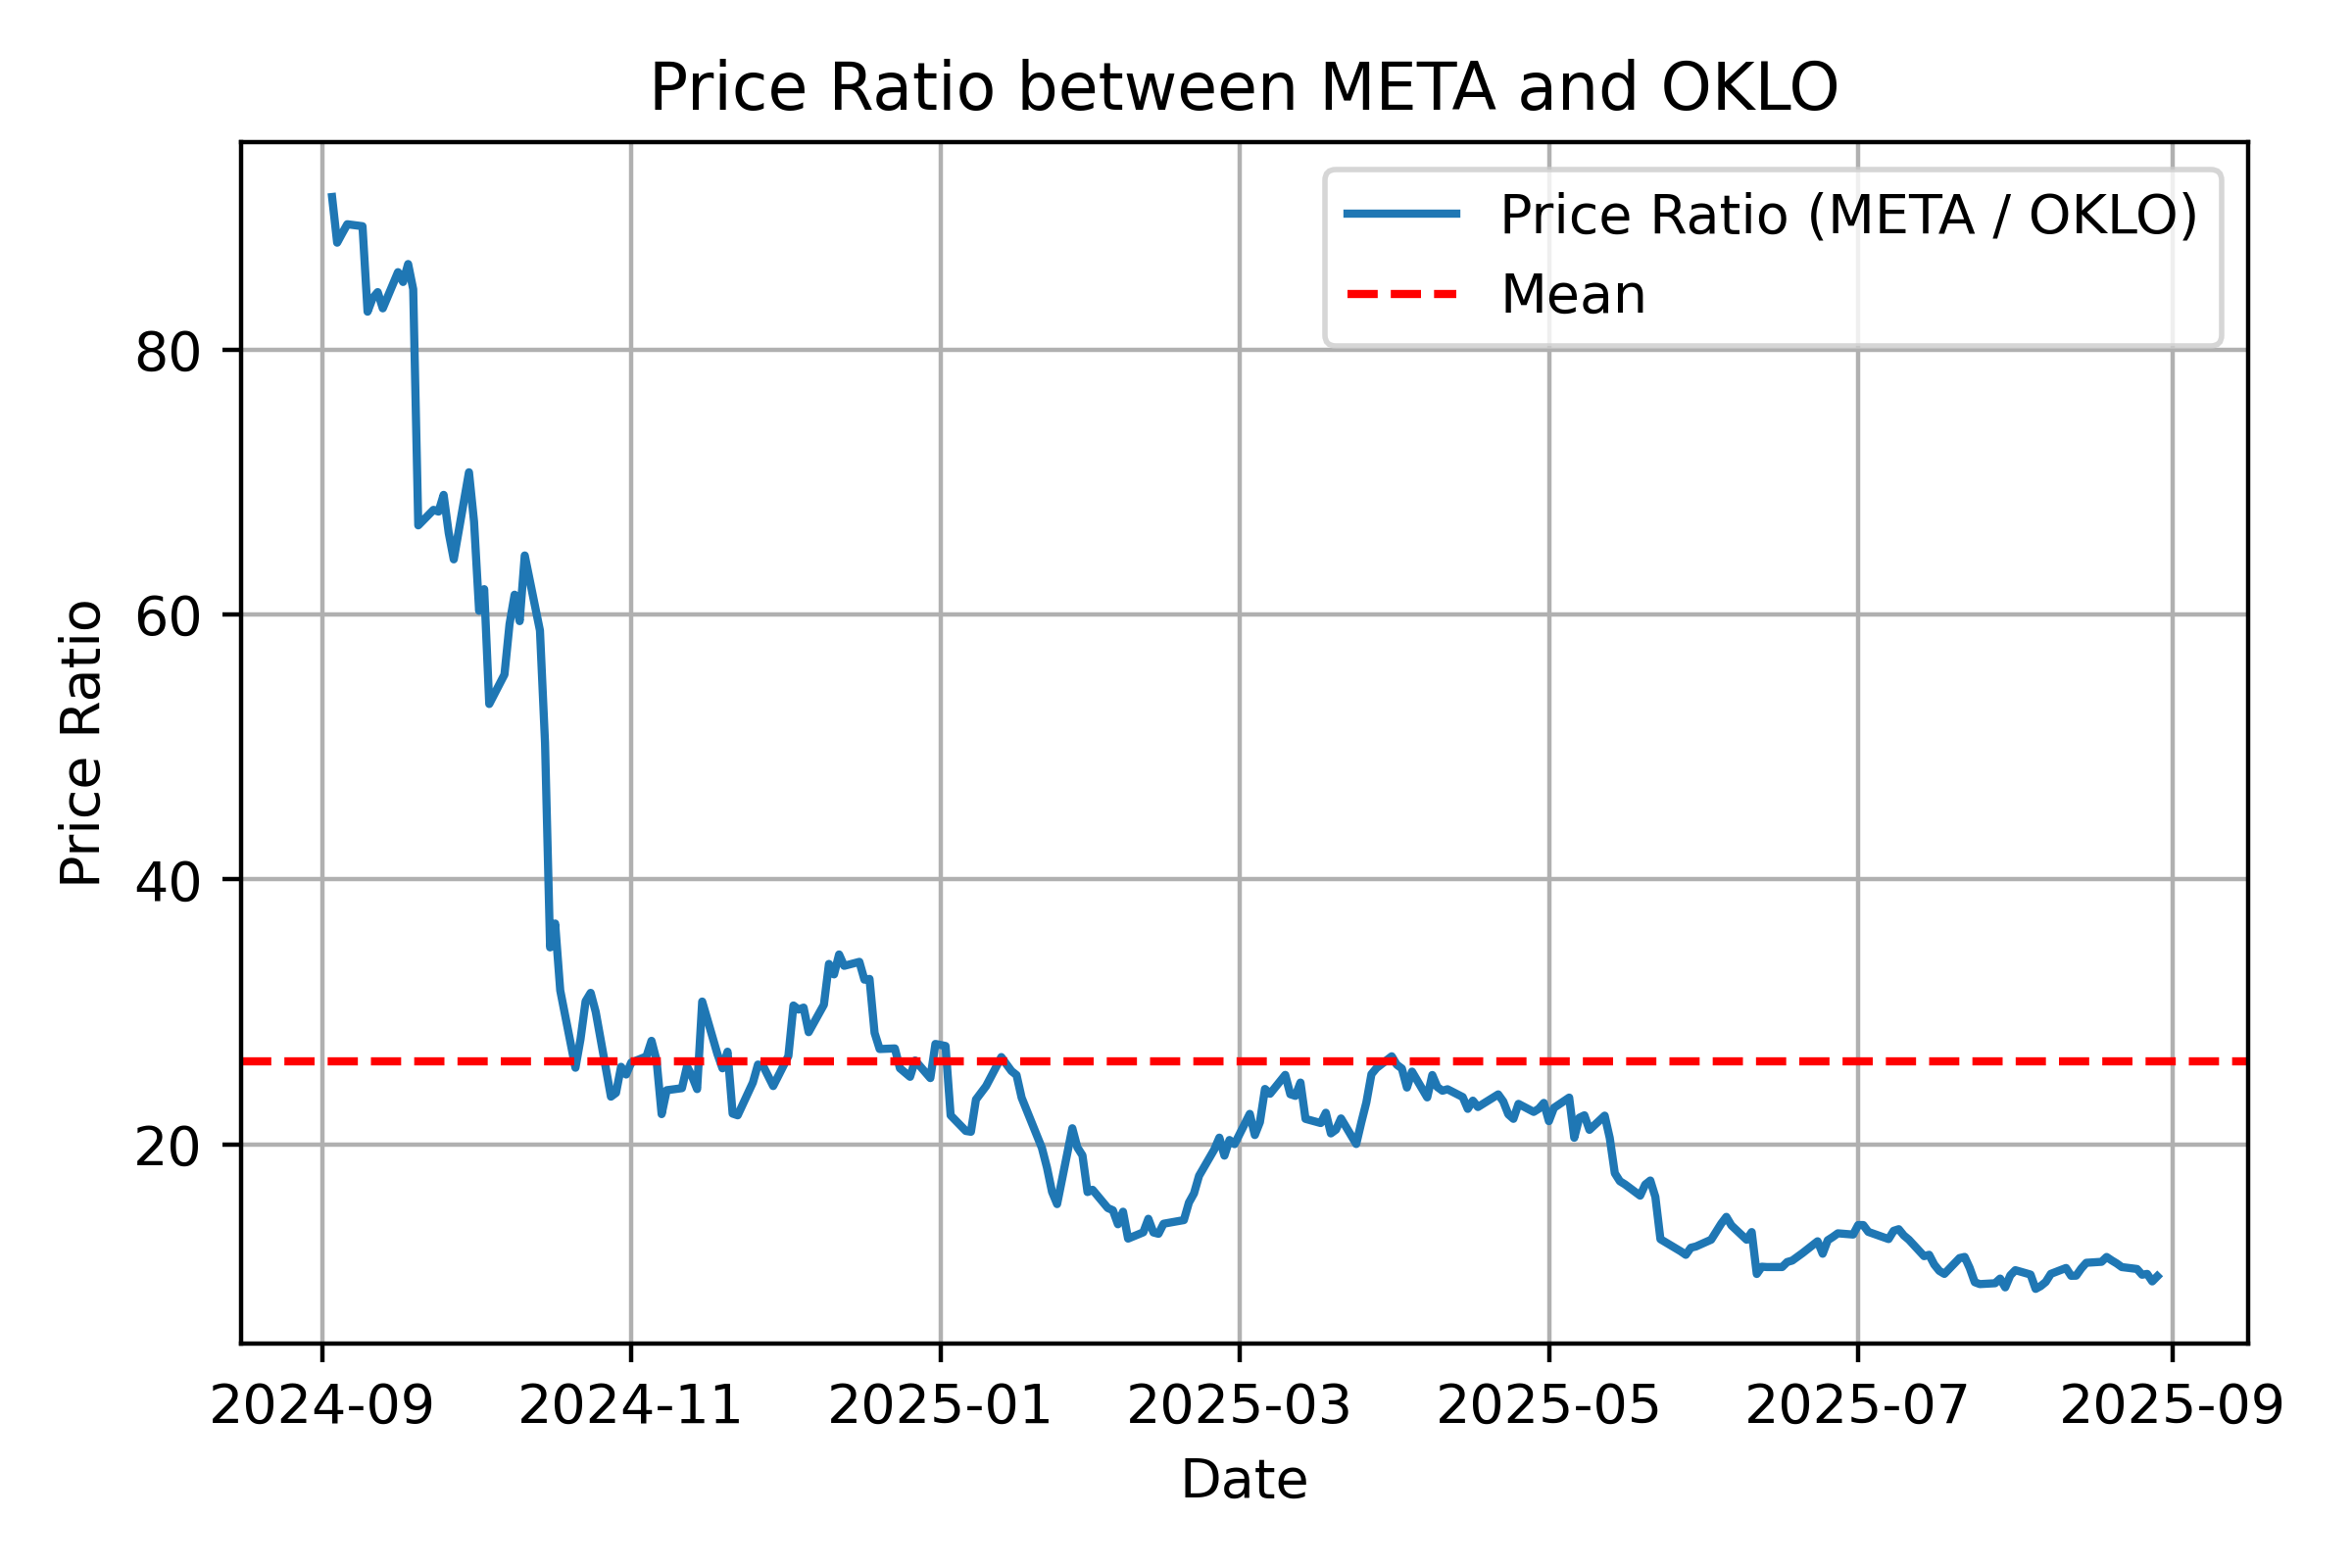 Price Ratio between META and OKLO
Price Ratio (META / OKLO)
Mean
80
60
40
20
Price Ratio
2024-09 2024-11 2025-01 2025-03 2025-05 2025-07 2025-09
Date